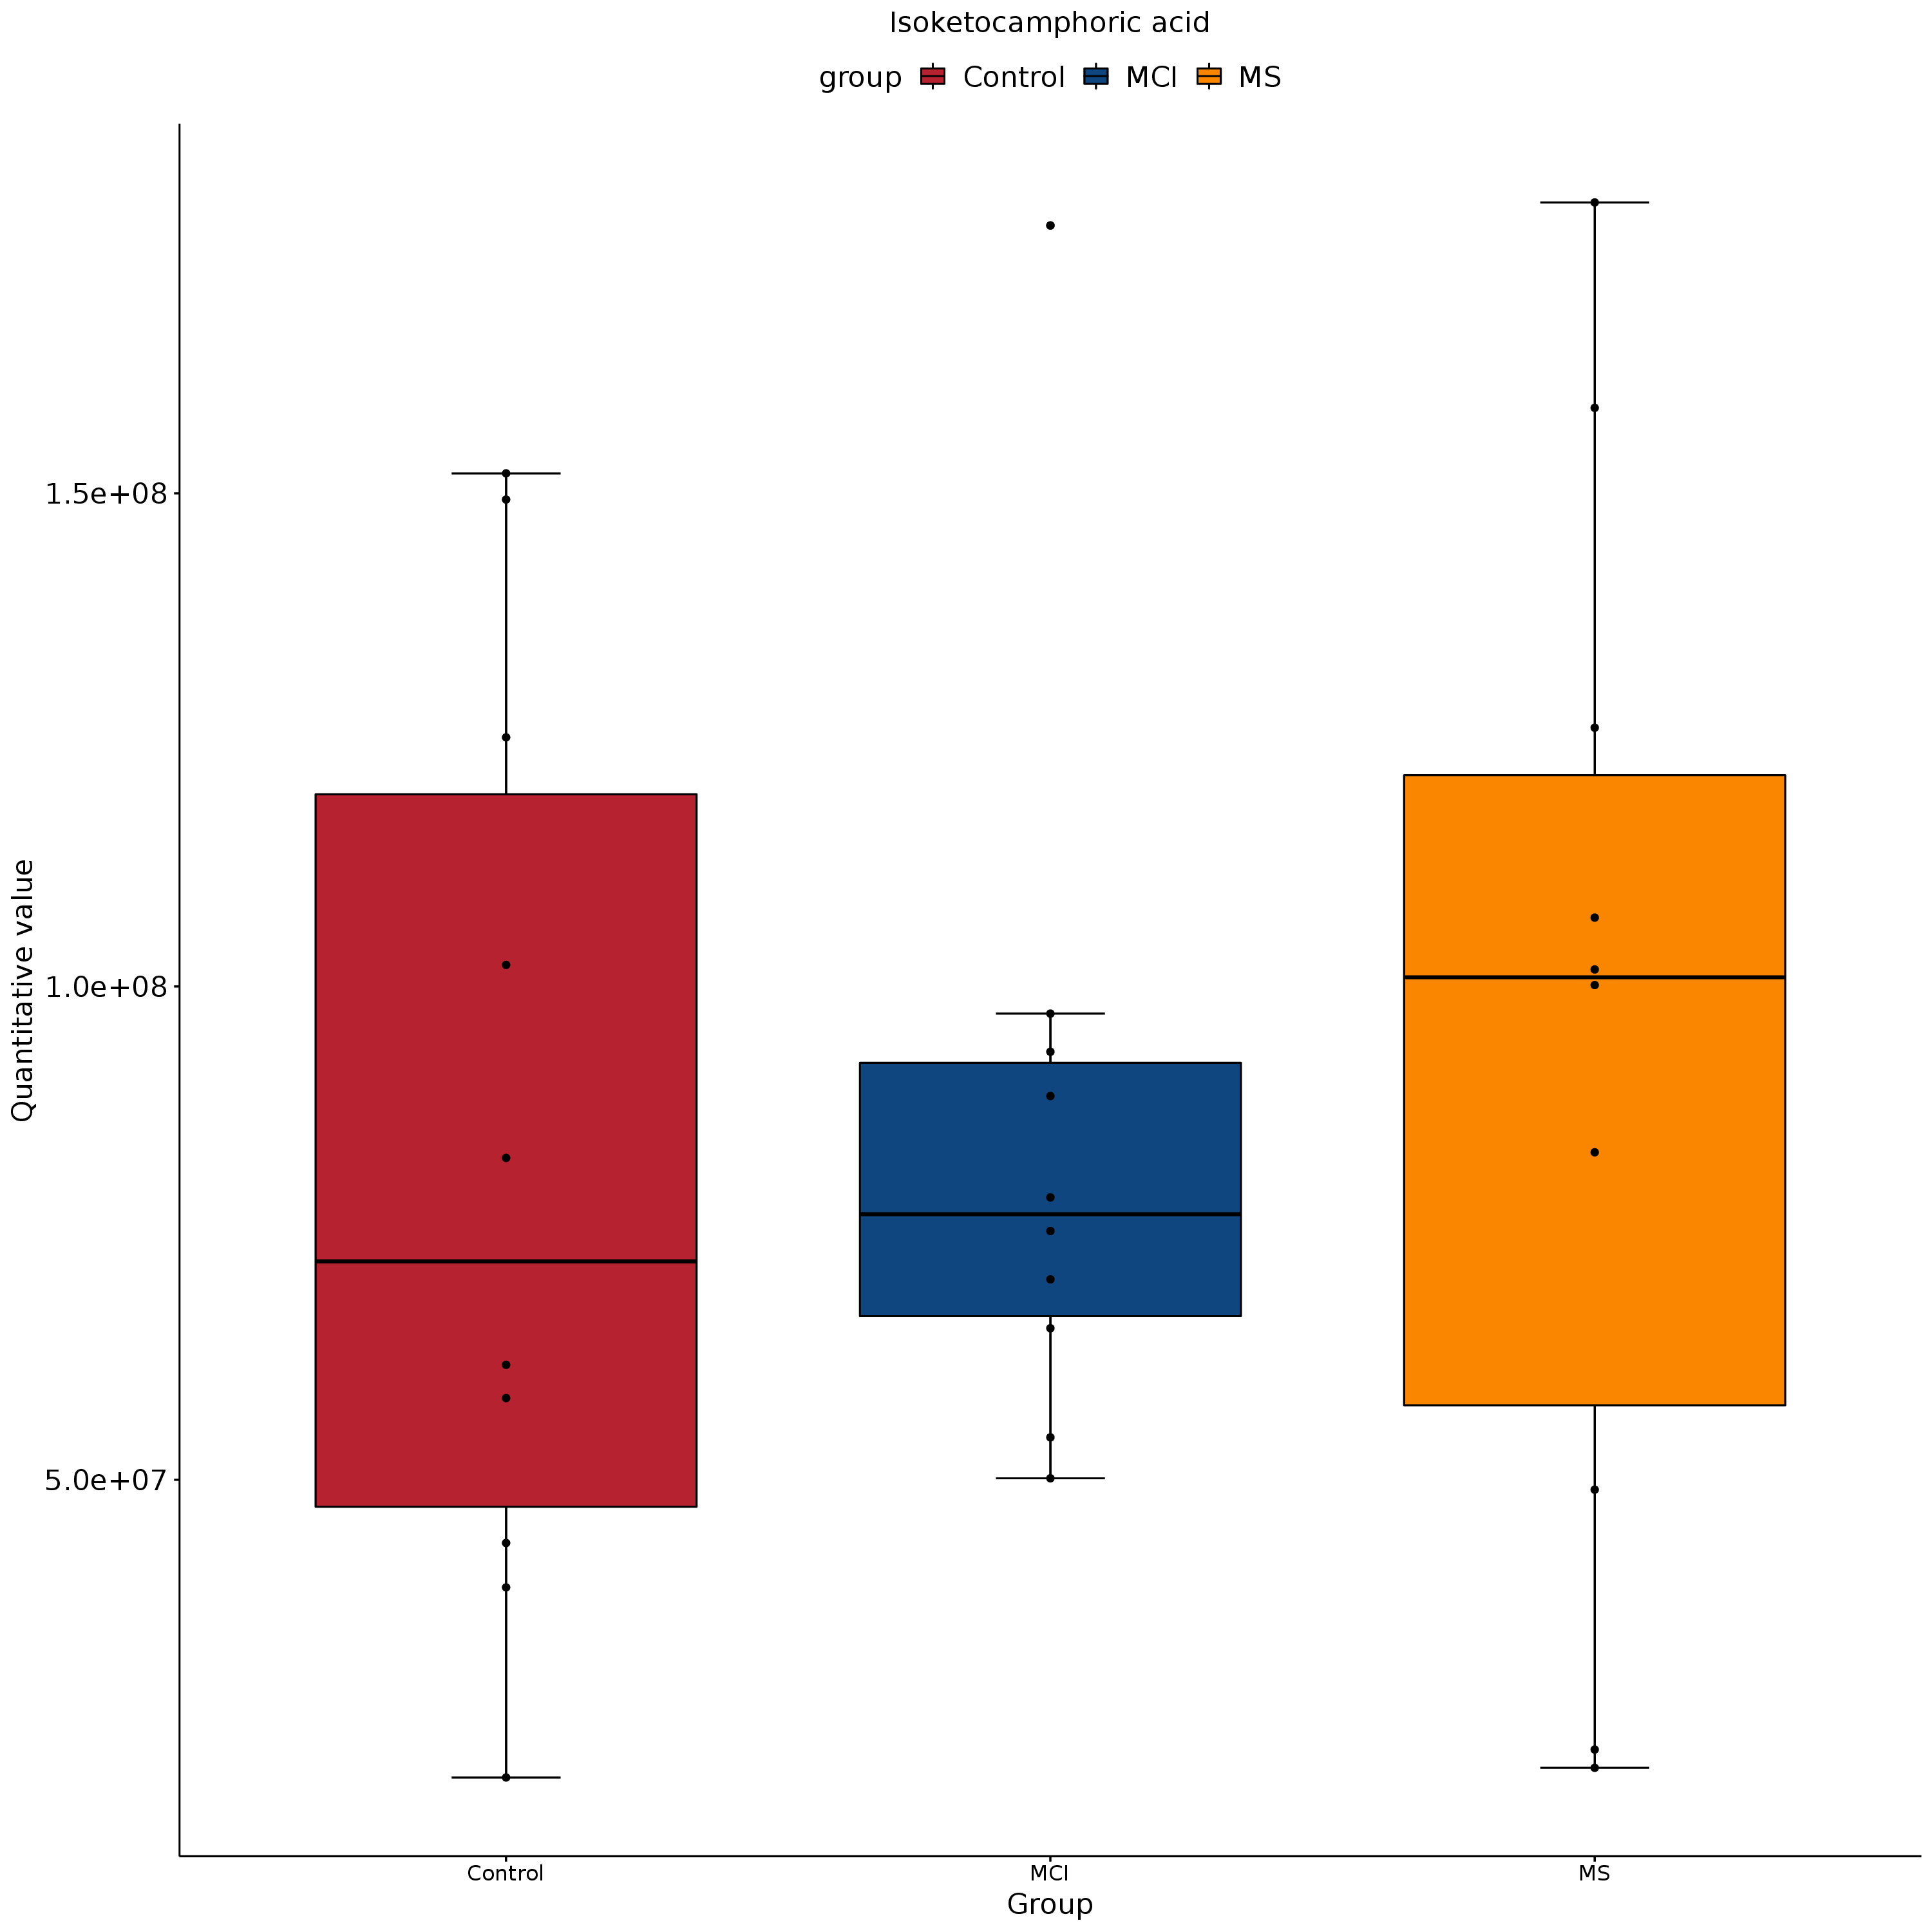 Isoketocamphoric acid
group Control MCI MS
Quantitative value
1.5e+08
1.0e+08
5.0e+07
Control MCI MS
Group